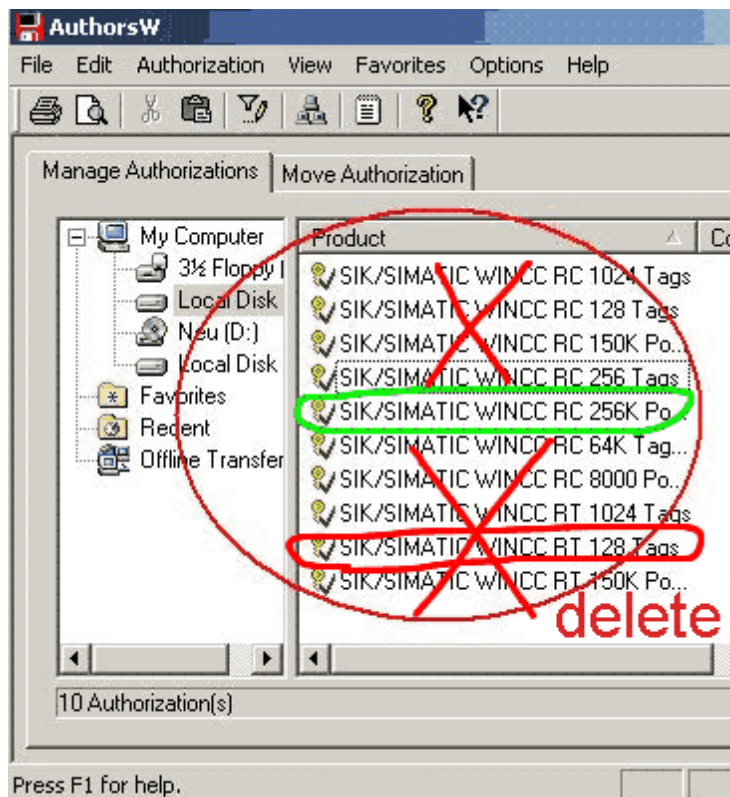 AuthorsW
File Edit Authorization View Favorites Options Help
Manage Authorizations Move Authorization
My Computer
3½ Floppy (
Local Disk
Neu (D:)
Local Disk
Favorites
Recent
Offline Transfer
Product Co
SIK/SIMATIC WINCC RC 1024 Tags
SIK/SIMATIC WINCC RC 128 Tags
SIK/SIMATIC WINCC RC 150K Po...
SIK/SIMATIC WINCC RC 256 Tags
SIK/SIMATIC WINCC RC 256K Po...
SIK/SIMATIC WINCC RC 64K Tag...
SIK/SIMATIC WINCC RC 8000 Po...
SIK/SIMATIC WINCC RT 1024 Tags
SIK/SIMATIC WINCC RT 128 Tags
SIK/SIMATIC WINCC RT 150K Po...
delete
10 Authorization(s)
Press F1 for help.